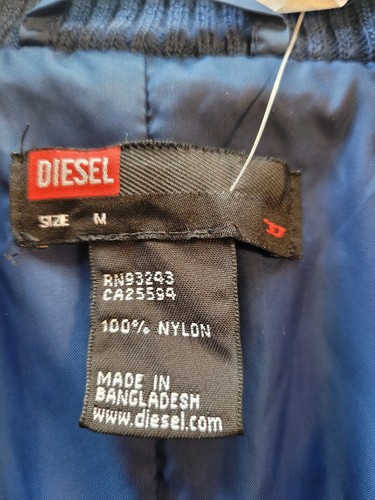 DIESEL
SIZE M
D
RN93243
CA25594
100% NYLON
MADE IN
BANGLADESH
www.diesel.com